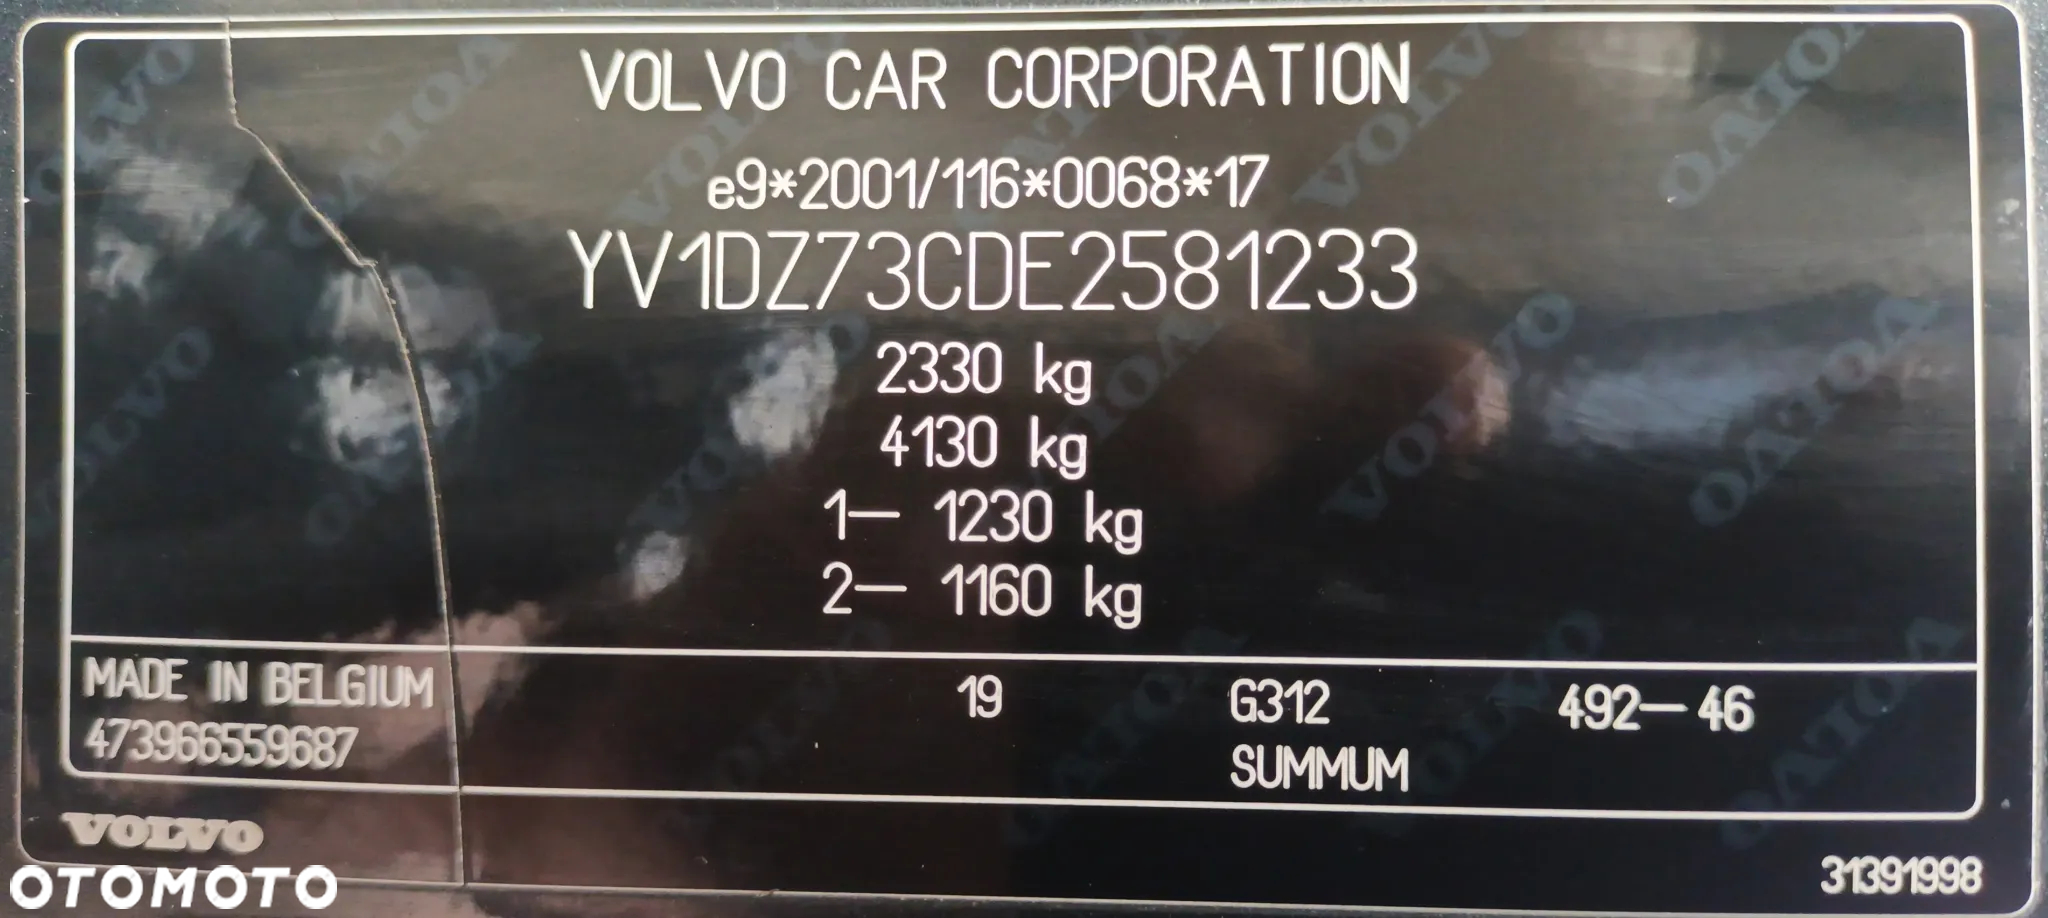 VOLVO CAR CORPORATION
e9*2001/116*0068*17
YV1DZ73CDE2581233
2330 kg
4130 kg
1— 1230 kg
2— 1160 kg
MADE IN BELGIUM 19 G312 492—46
473966559687 SUMMUM
VOLVO
31391998
OTOMOTO